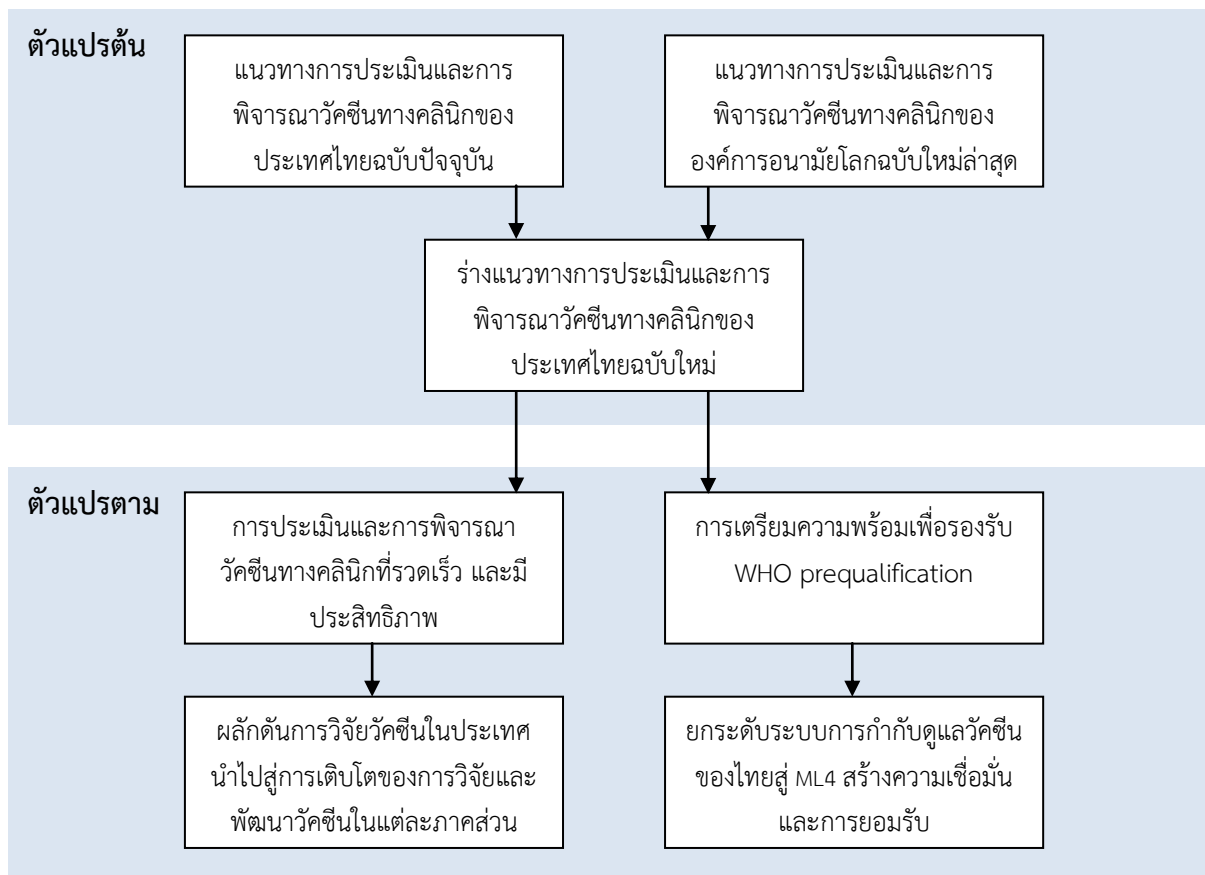 ตัวแปรต้น
แนวทางการประเมินและการ
พิจารณาวัคซีนทางคลินิกของ
ประเทศไทยฉบับปัจจุบัน
แนวทางการประเมินและการ
พิจารณาวัคซีนทางคลินิกของ
องค์การอนามัยโลกฉบับใหม่ล่าสุด
ร่างแนวทางการประเมินและการ
พิจารณาวัคซีนทางคลินิกของ
ประเทศไทยฉบับใหม่
ตัวแปรตาม
การประเมินและการพิจารณา
วัคซีนทางคลินิกที่รวดเร็ว และมี
ประสิทธิภาพ
การเตรียมความพร้อมเพื่อรองรับ
WHO prequalification
ผลักดันการวิจัยวัคซีนในประเทศ
นำไปสู่การเติบโตของการวิจัยและ
พัฒนาวัคซีนในแต่ละภาคส่วน
ยกระดับระบบการกำกับดูแลวัคซีน
ของไทยสู่ ML4 สร้างความเชื่อมั่น
และการยอมรับ